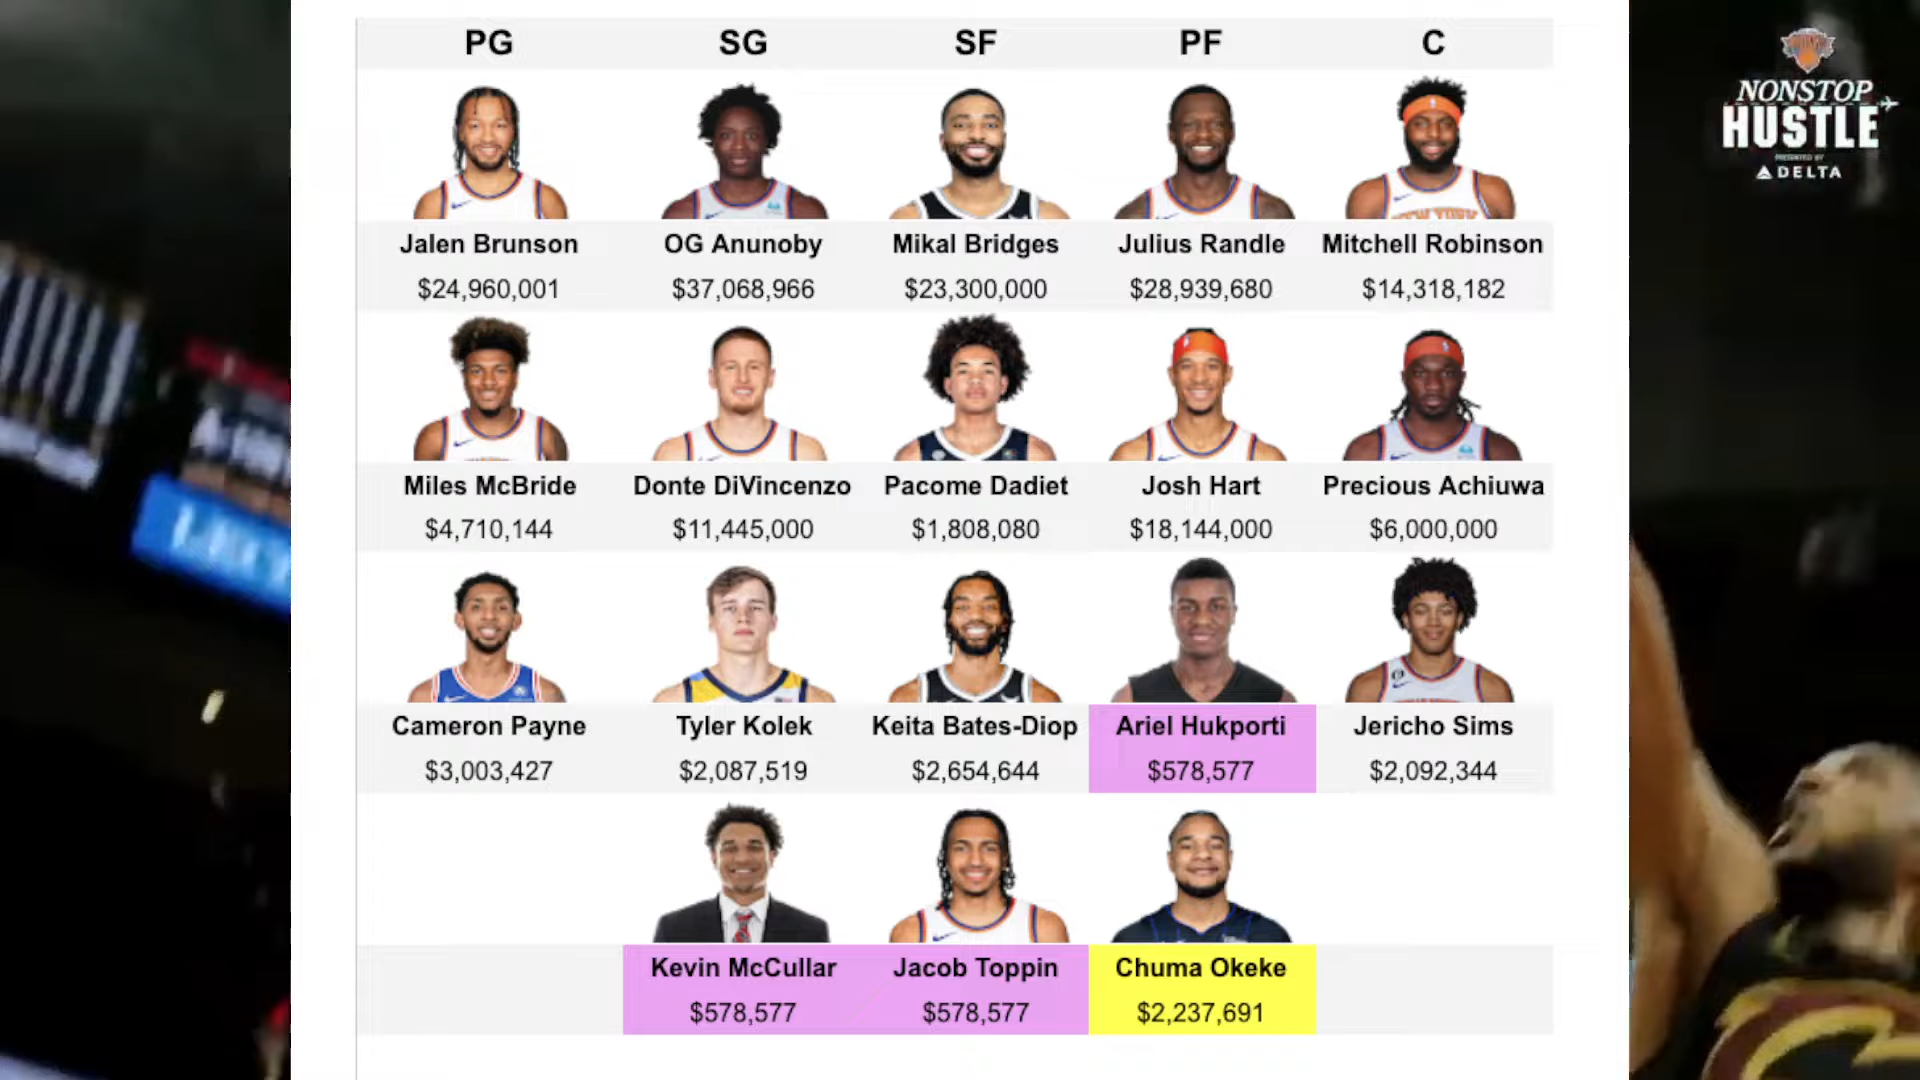 PG SG SF PF C
Jalen Brunson OG Anunoby Mikal Bridges Julius Randle Mitchell Robinson
$24,960,001 $37,068,966 $23,300,000 $28,939,680 $14,318,182
Miles McBride Donte DiVincenzo Pacome Dadiet Josh Hart Precious Achiuwa
$4,710,144 $11,445,000 $1,808,080 $18,144,000 $6,000,000
Cameron Payne Tyler Kolek Keita Bates-Diop Ariel Hukporti Jericho Sims
$3,003,427 $2,087,519 $2,654,644 $578,577 $2,092,344
Kevin McCullar Jacob Toppin Chuma Okeke
$578,577 $578,577 $2,237,691
NONSTOP
HUSTLE
PRESENTED BY
DELTA